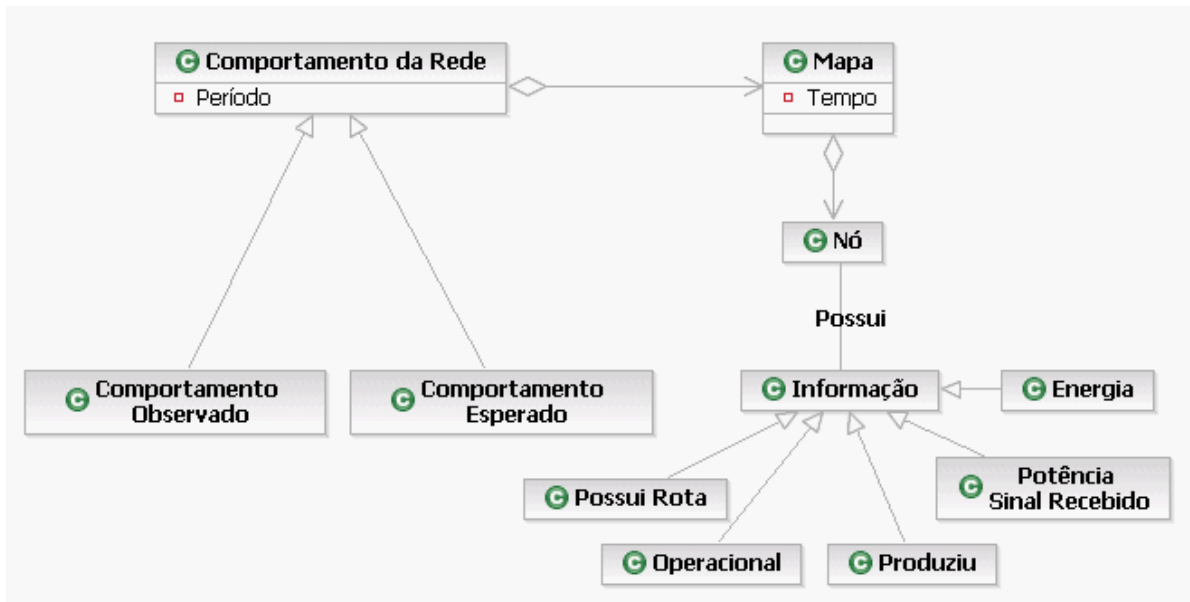 Comportamento da Rede
Período
Mapa
Tempo
Nó
Possui
Comportamento
Observado
Comportamento
Esperado
Informação
Energia
Possui Rota
Potência
Sinal Recebido
Operacional
Produziu